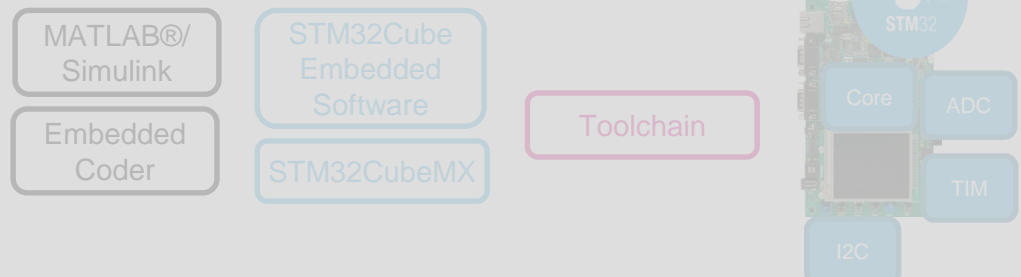 MATLAB®/
Simulink
Embedded
Coder
STM32Cube
Embedded
Software
STM32CubeMX
Toolchain
STM32
Core
ADC
TIM
I2C